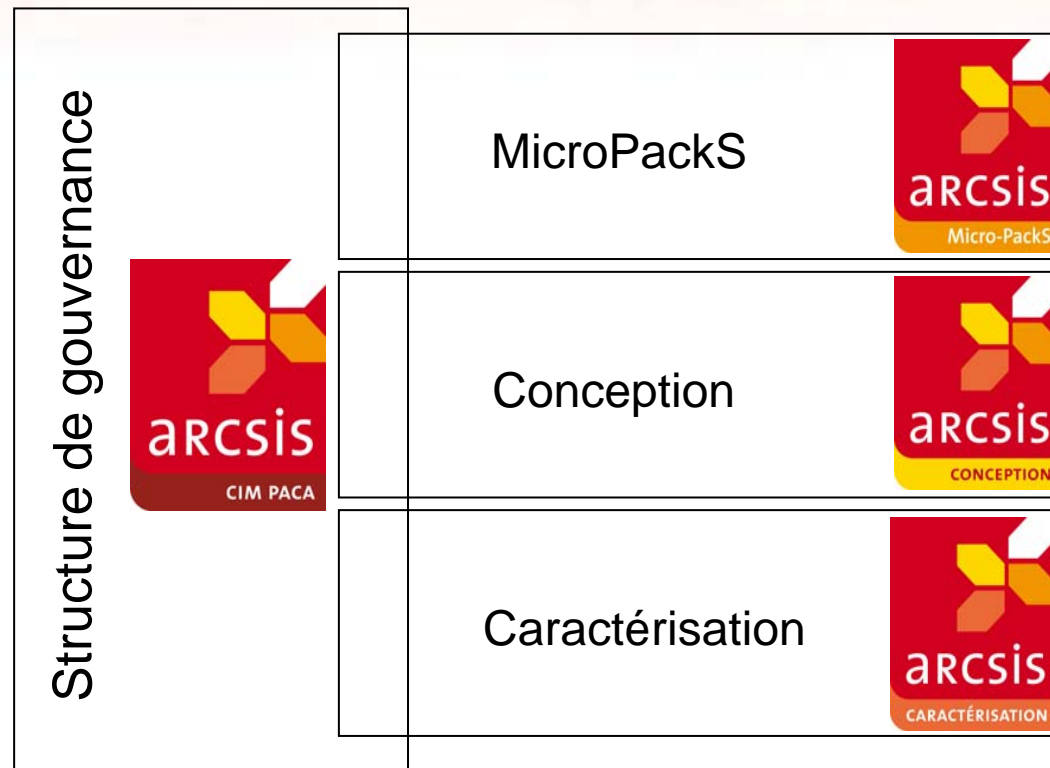 Structure de gouvernance
arcsis
CIM PACA
MicroPackS
arcsis
Micro-PackS
Conception
arcsis
CONCEPTION
Caractérisation
arcsis
CARACTÉRISATION